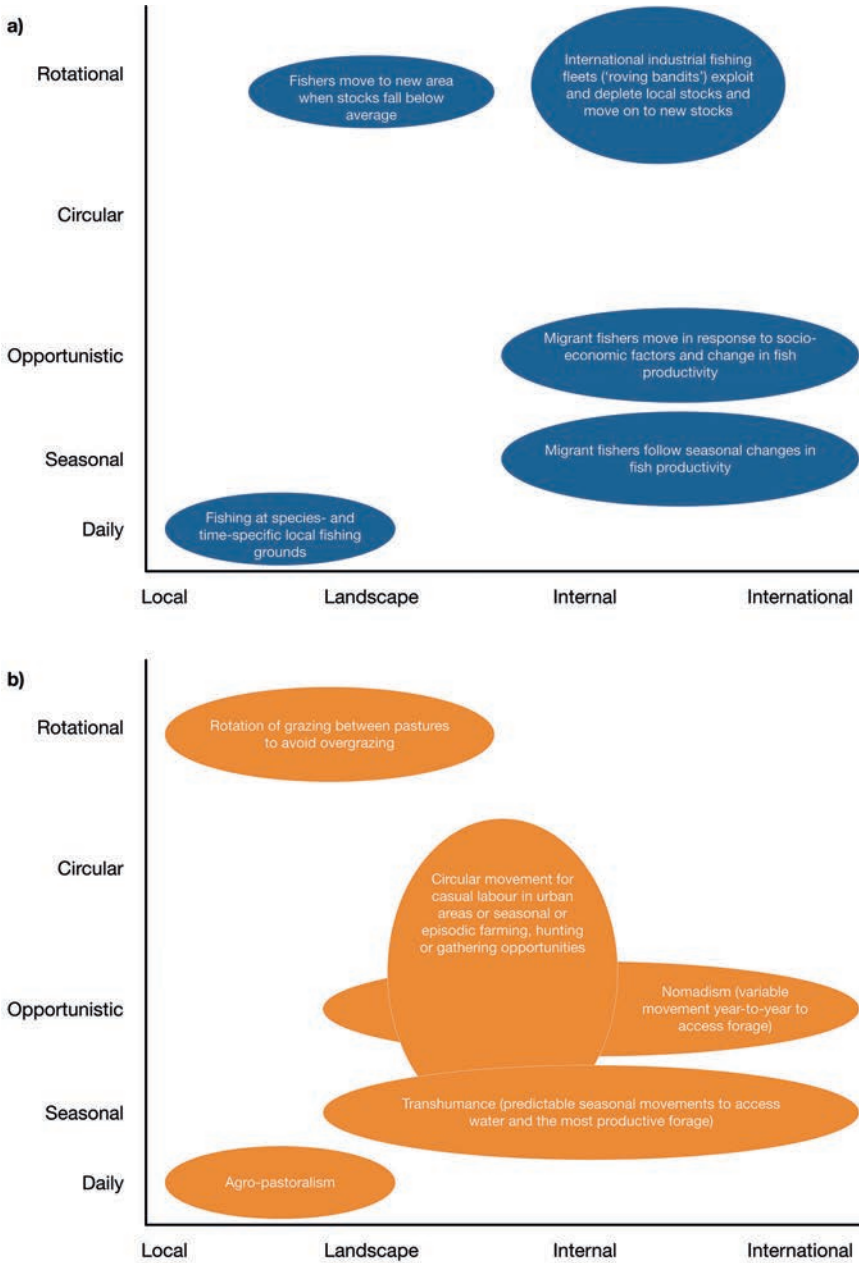 a)
Rotational
Fishers move to new area
when stocks fall below
average
International industrial fishing
fleets (‘roving bandits’) exploit
and deplete local stocks and
move on to new stocks
Circular
Opportunistic
Migrant fishers move in response to socio-
economic factors and change in fish
productivity
Seasonal
Migrant fishers follow seasonal changes in
fish productivity
Daily
Fishing at species- and
time-specific local fishing
grounds
Local
Landscape
Internal
International
b)
Rotational
Rotation of grazing between pastures
to avoid overgrazing
Circular
Circular movement for
casual labour in urban
areas or seasonal or
episodic farming, hunting
or gathering opportunities
Opportunistic
Nomadism (variable
movement year-to-year to
access forage)
Seasonal
Transhumance (predictable seasonal movements to access
water and the most productive forage)
Daily
Agro-pastoralism
Local
Landscape
Internal
International